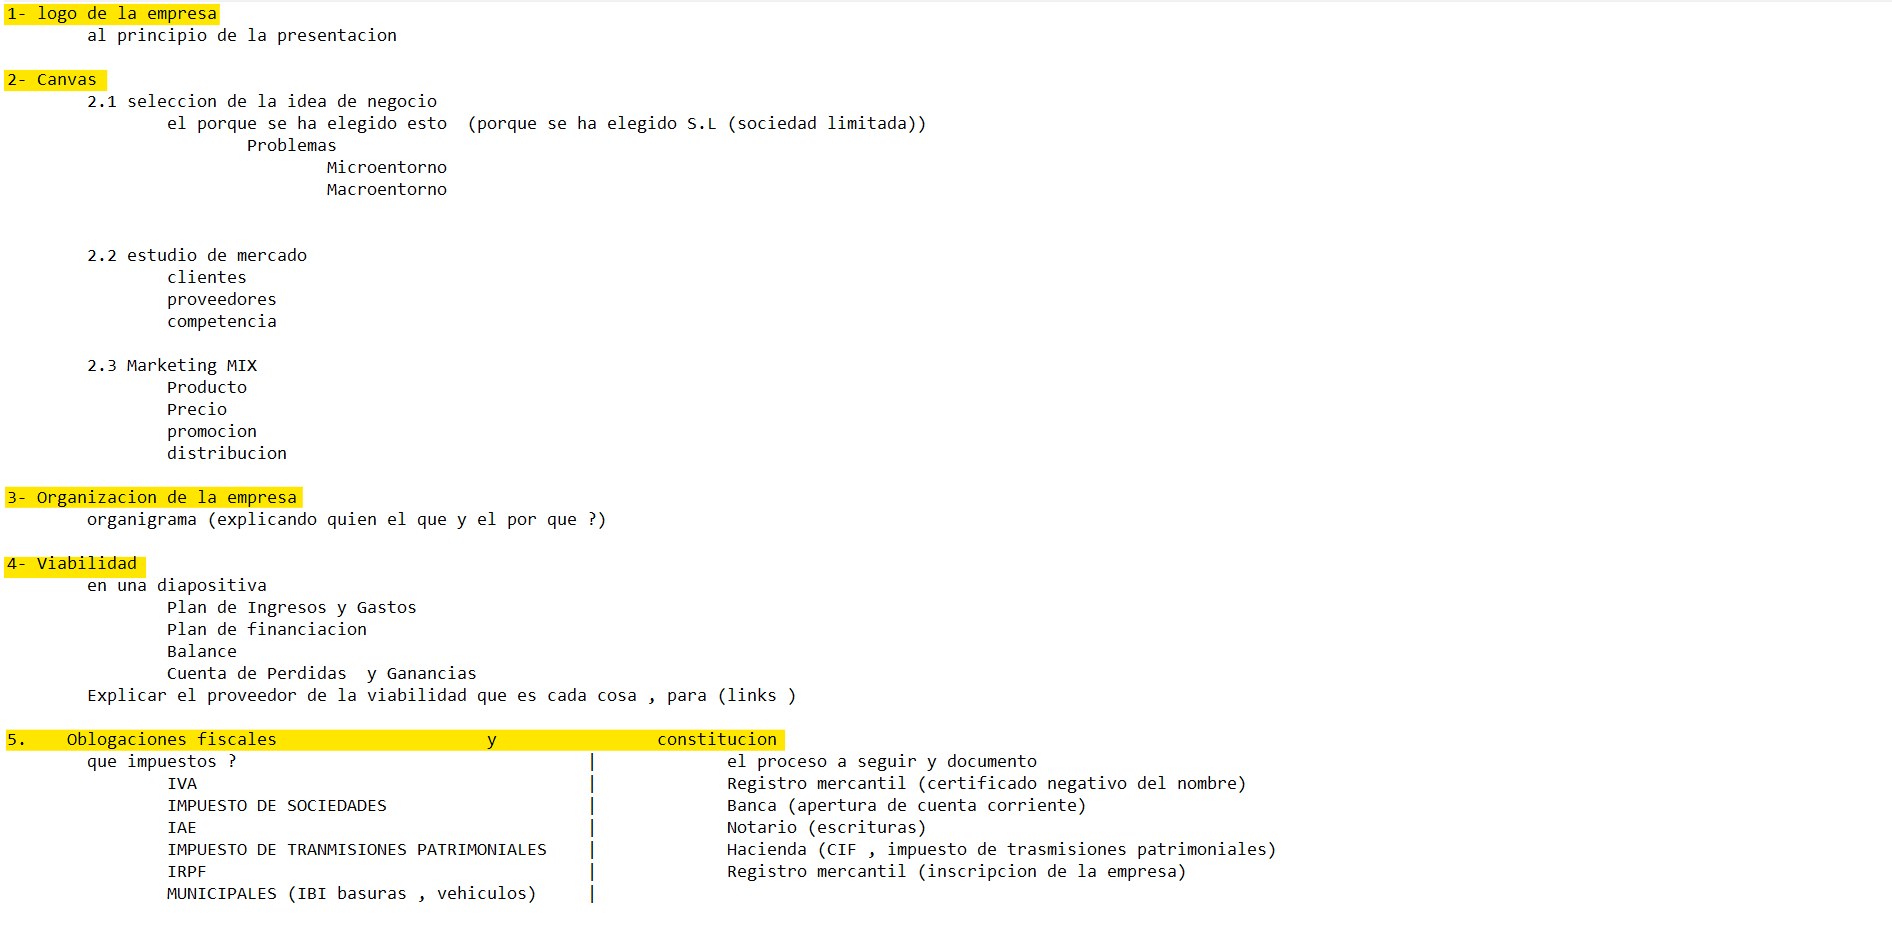 1- logo de la empresa
al principio de la presentacion
2- Canvas
2.1 seleccion de la idea de negocio
el porque se ha elegido esto  (porque se ha elegido S.L (sociedad limitada))
Problemas
Microentorno
Macroentorno
2.2 estudio de mercado
clientes
proveedores
competencia
2.3 Marketing MIX
Producto
Precio
promocion
distribucion
3- Organizacion de la empresa
organigrama (explicando quien el que y el por que ?)
4- Viabilidad
en una diapositiva
Plan de Ingresos y Gastos
Plan de financiacion
Balance
Cuenta de Perdidas  y Ganancias
Explicar el proveedor de la viabilidad que es cada cosa , para (links )
5.    Oblogaciones fiscales                     y                constitucion
que impuestos ?                                   |             el proceso a seguir y documento
IVA                                       |             Registro mercantil (certificado negativo del nombre)
IMPUESTO DE SOCIEDADES                    |             Banca (apertura de cuenta corriente)
IAE                                       |             Notario (escrituras)
IMPUESTO DE TRANMISIONES PATRIMONIALES    |             Hacienda (CIF , impuesto de trasmisiones patrimoniales)
IRPF                                      |             Registro mercantil (inscripcion de la empresa)
MUNICIPALES (IBI basuras , vehiculos)     |